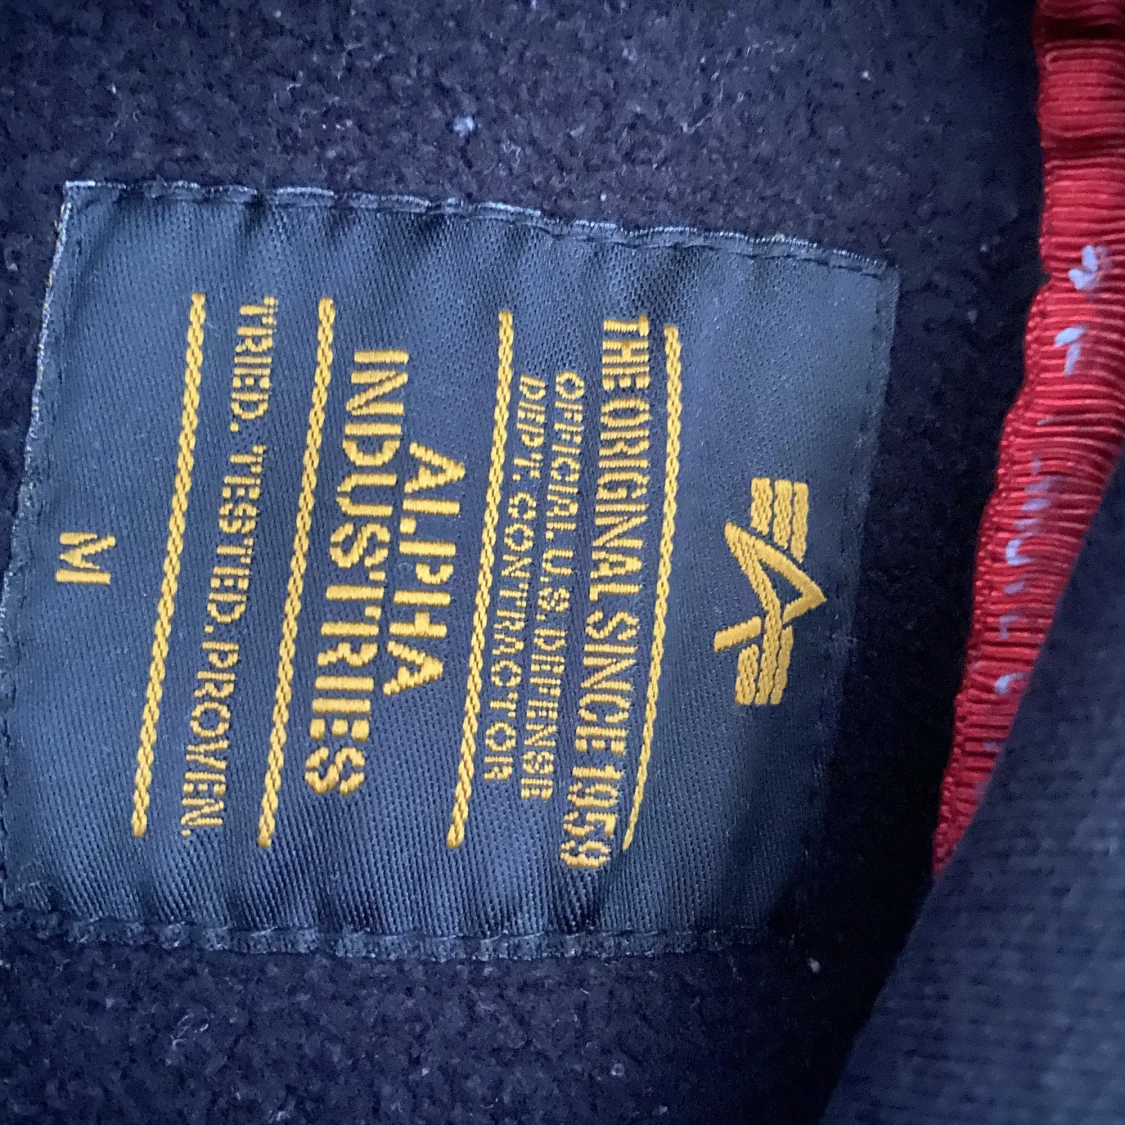 THE ORIGINAL SINCE 1959
OFFICIAL U.S. DEFENSE
DEPT. CONTRACTOR
ALPHA
INDUSTRIES
TRIED. TESTED. PROVEN.
M